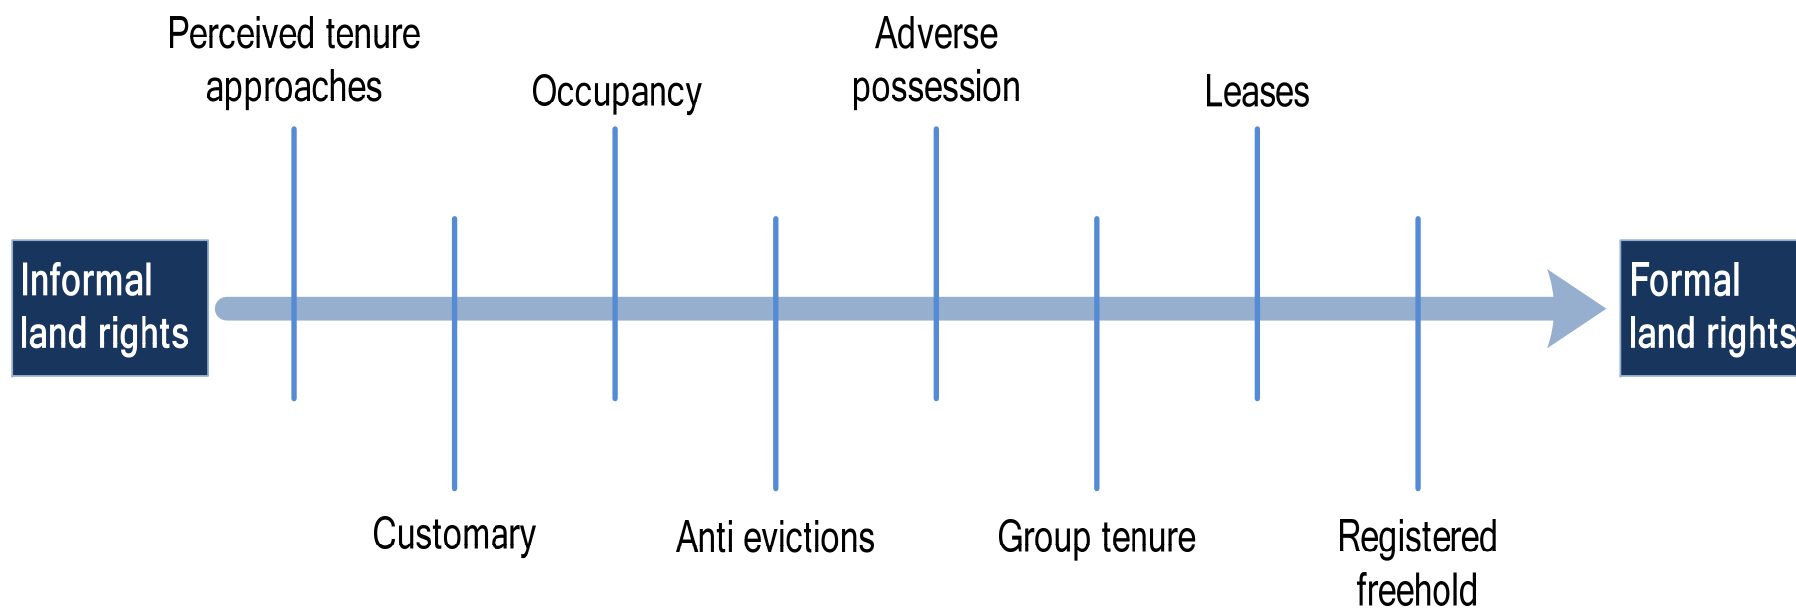 Perceived tenure
approaches
Occupancy
Adverse
possession
Leases
Informal
land rights
Formal
land rights
Customary
Anti evictions
Group tenure
Registered
freehold